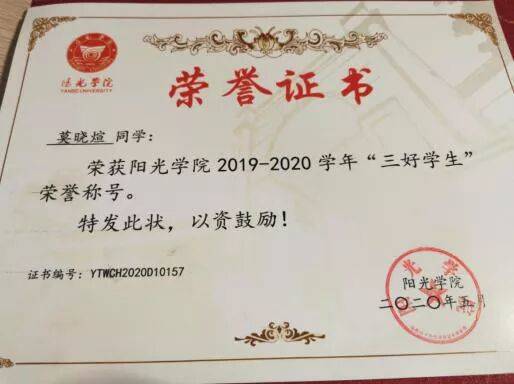 阳光学院
YANGO UNIVERSITY
荣誉证书
莫晓煊 同学：
荣获阳光学院 2019-2020 学年“三好学生”
荣誉称号。
特发此状，以资鼓励！
证书编号：YTWCH2020D10157
阳光学院
二〇二〇年五月